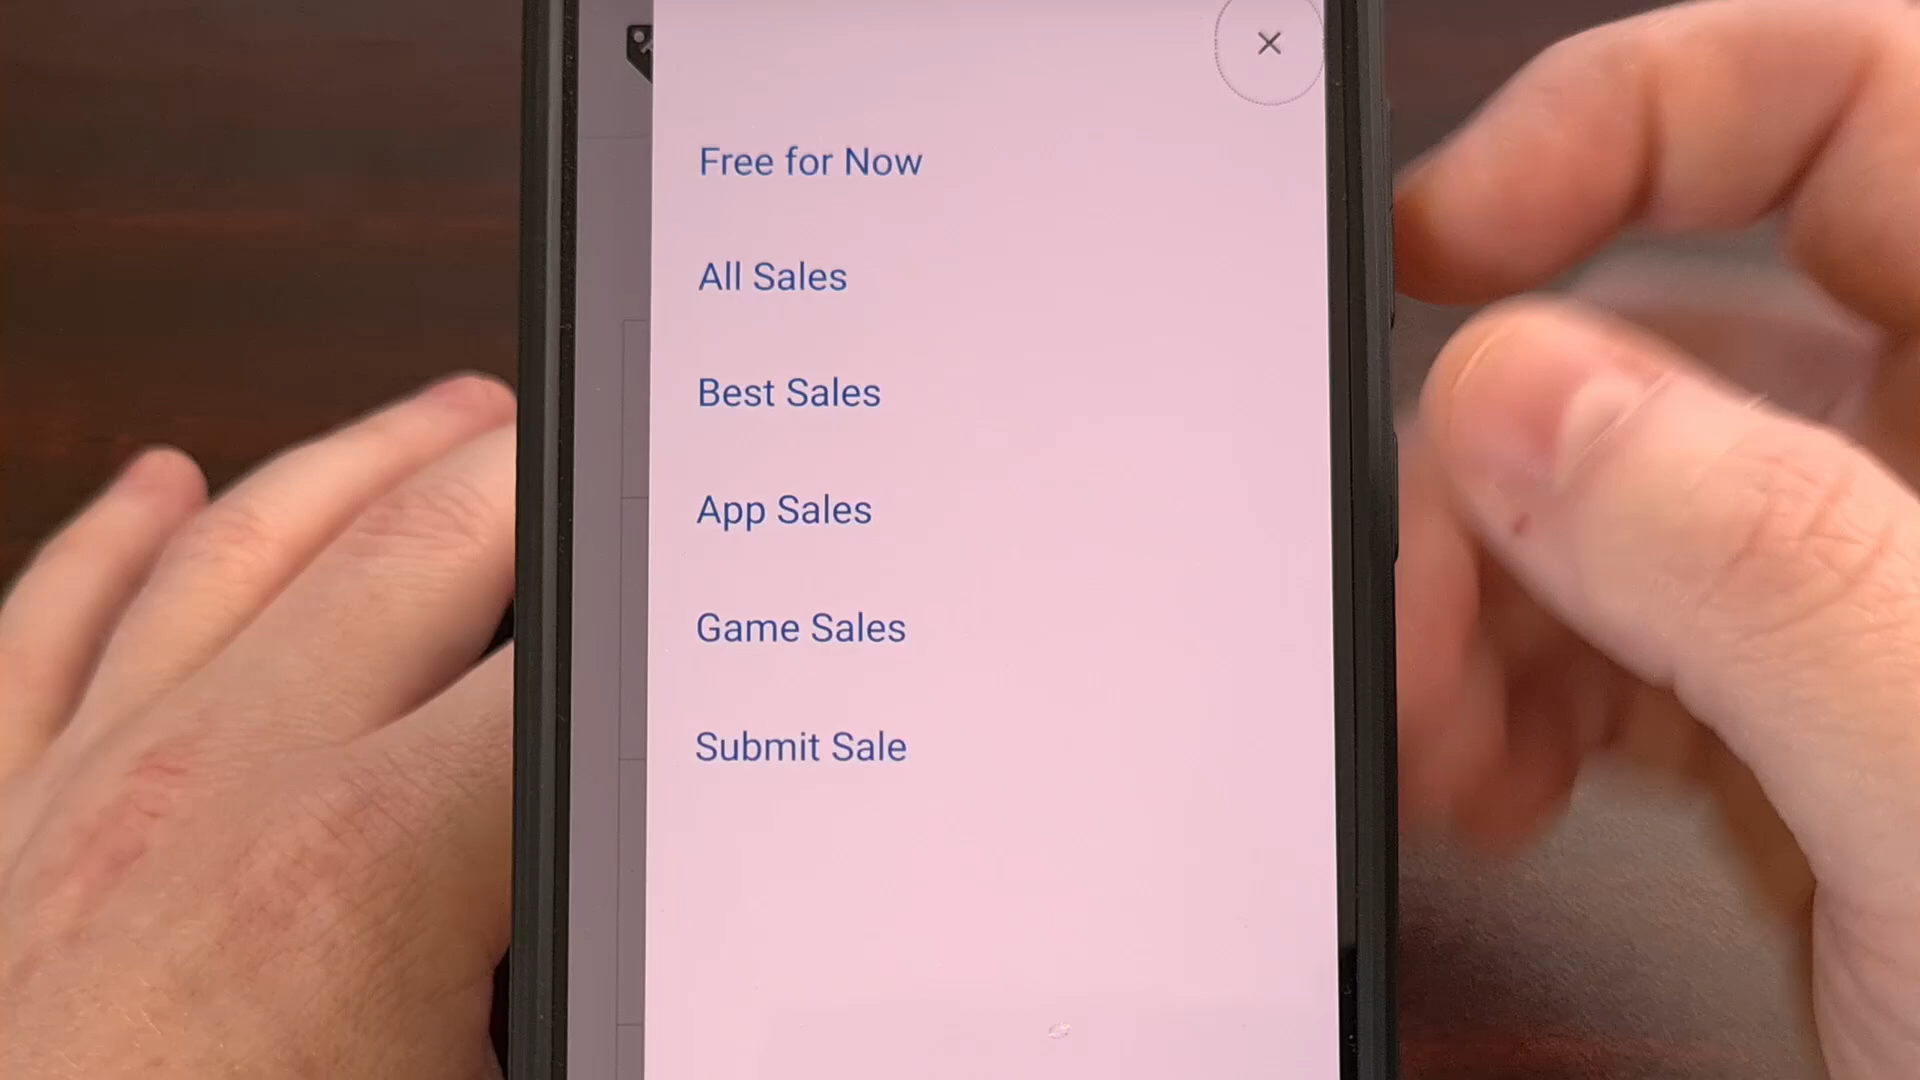 Free for Now
All Sales
Best Sales
App Sales
Game Sales
Submit Sale